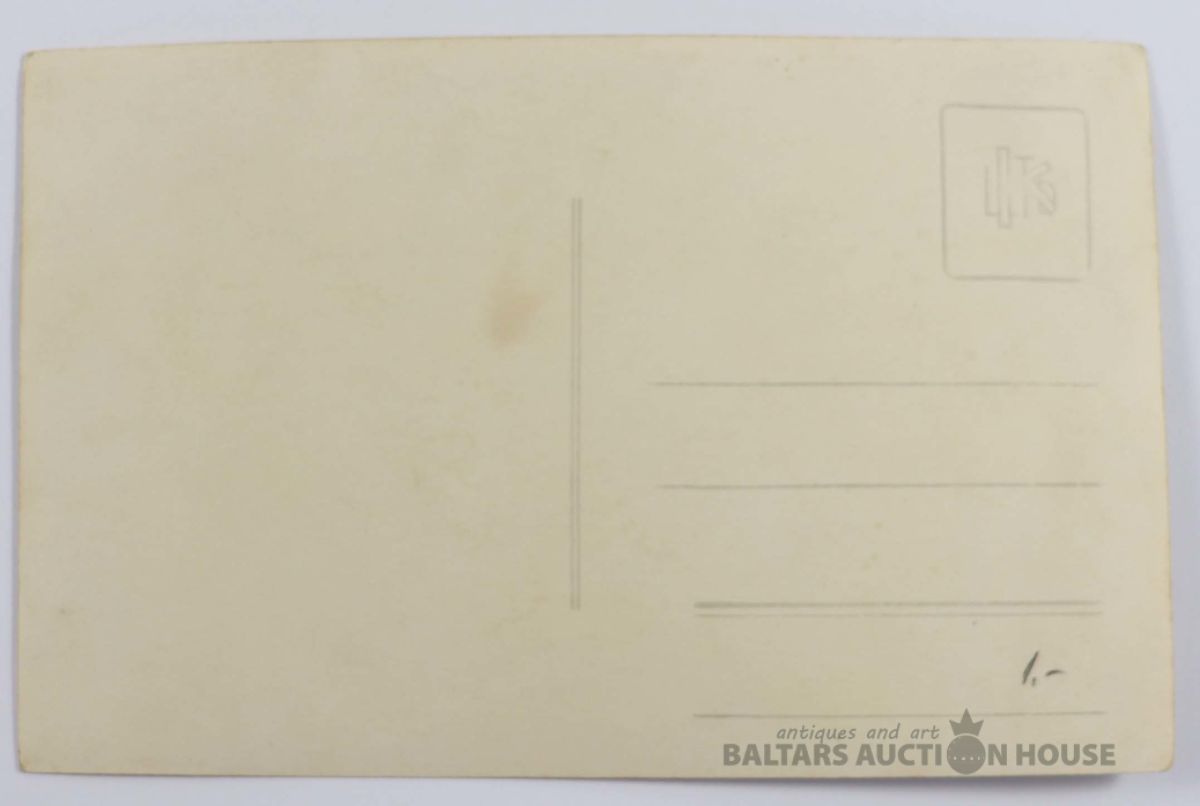 1.-
antiques and art
BALTARS AUCTION HOUSE